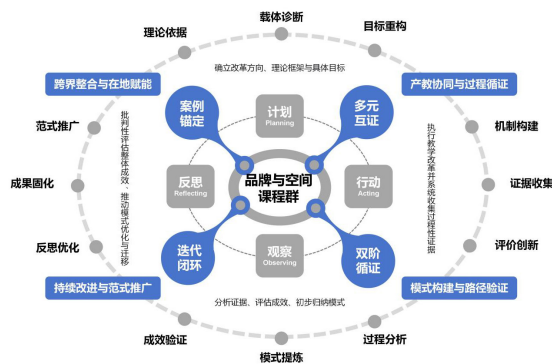 载体诊断
理论依据
目标重构
确立改革方向、理论框架与具体目标
跨界整合与在地赋能
产教协同与过程循证
案例
锚定
计划
Planning
多元
互证
范式推广
机制构建
批判性评估整体成效，推动模式优化与迁移
执行教学改革并系统收集过程性证据
成果固化
反思
Reflecting
品牌与空间
课程群
行动
Acting
证据收集
反思优化
评价创新
迭代
闭环
观察
Observing
双阶
循证
持续改进与范式推广
模式构建与路径验证
分析证据、评估成效、初步归纳模式
成效验证
过程分析
模式提炼